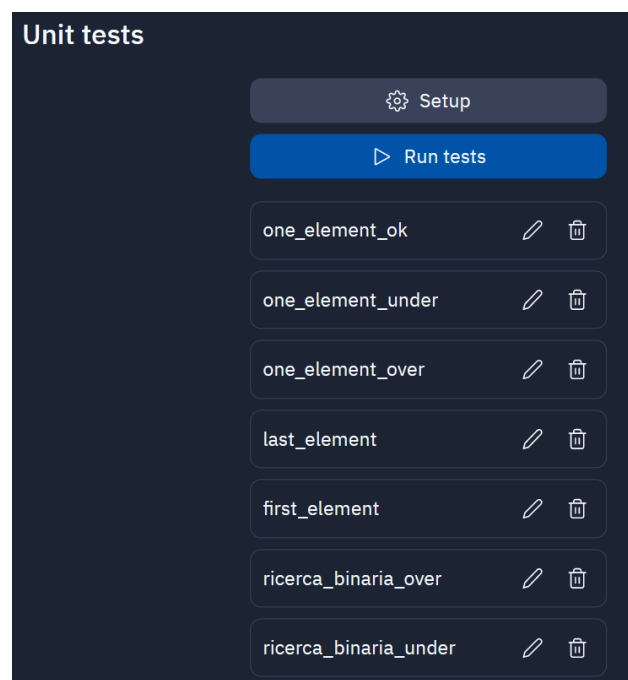 Unit tests
Setup
Run tests
one_element_ok
one_element_under
one_element_over
last_element
first_element
ricerca_binaria_over
ricerca_binaria_under